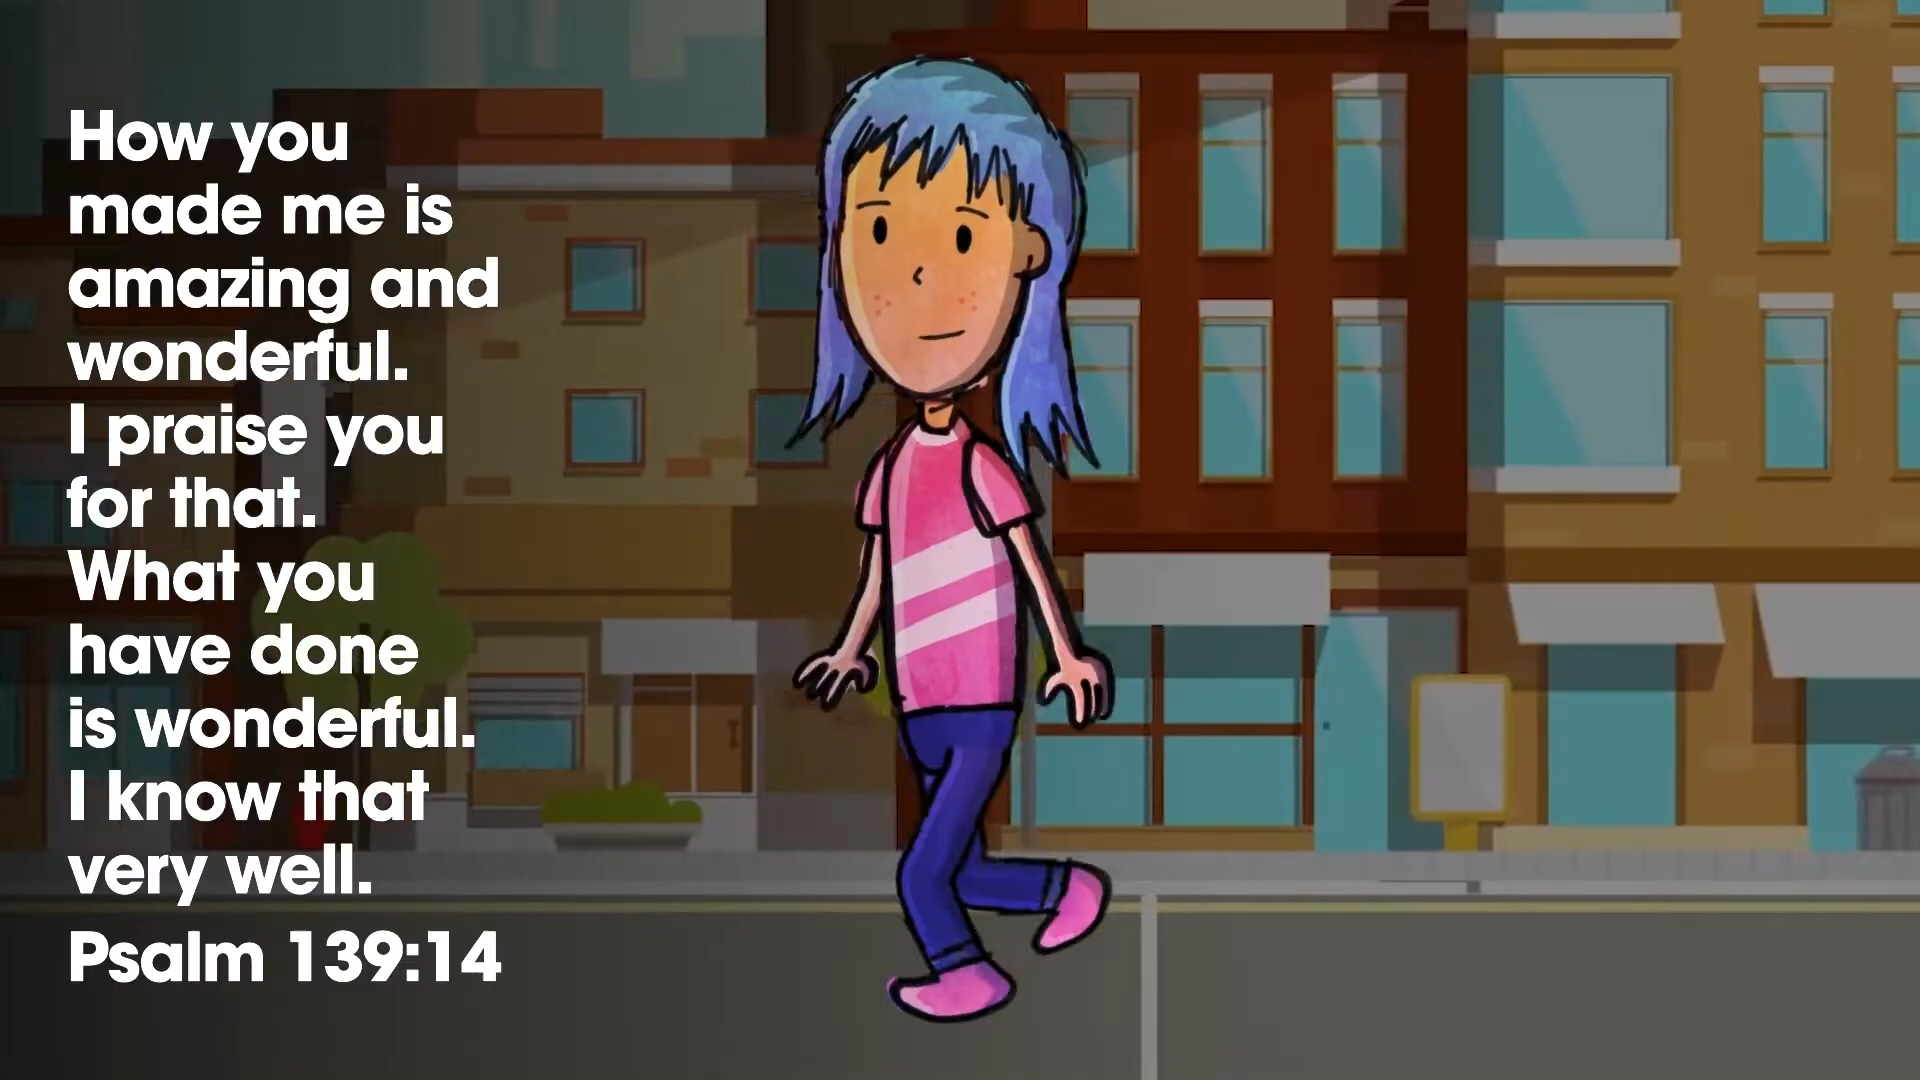 How you
made me is
amazing and
wonderful.
I praise you
for that.
What you
have done
is wonderful.
I know that
very well.
Psalm 139:14